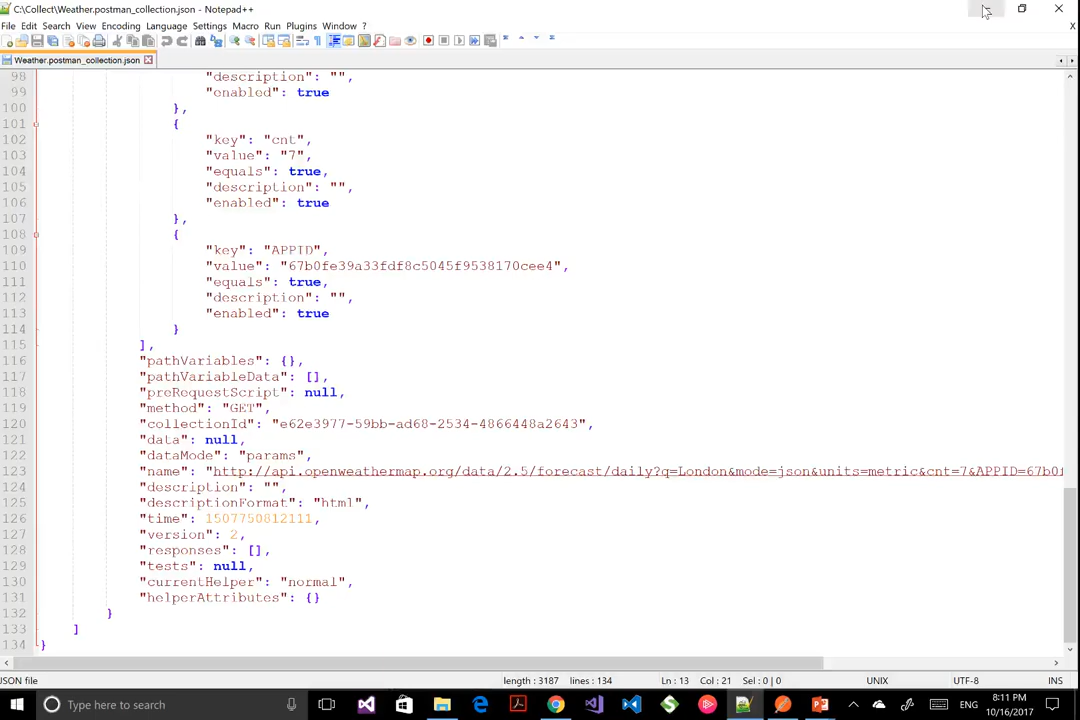 C:\Collect\Weather.postman_collection.json - Notepad++
File Edit Search View Encoding Language Settings Macro Run Plugins Window ?
X
Weather.postman_collection.json
98 "description": "",
99 "enabled": true
100 },
101 {
102 "key": "cnt",
103 "value": "7",
104 "equals": true,
105 "description": "",
106 "enabled": true
107 },
108 {
109 "key": "APPID",
110 "value": "67b0fe39a33fdf8c5045f9538170cee4",
111 "equals": true,
112 "description": "",
113 "enabled": true
114 }
115 ],
116 "pathVariables": {},
117 "pathVariableData": [],
118 "preRequestScript": null,
119 "method": "GET",
120 "collectionId": "e62e3977-59bb-ad68-2534-4866448a2643",
121 "data": null,
122 "dataMode": "params",
123 "name": "http://api.openweathermap.org/data/2.5/forecast/daily?q=London&mode=json&units=metric&cnt=7&APPID=67b0f
124 "description": "",
125 "descriptionFormat": "html",
126 "time": 1507750812111,
127 "version": 2,
128 "responses": [],
129 "tests": null,
130 "currentHelper": "normal",
131 "helperAttributes": {}
132 }
133 ]
134 }
JSON file length : 3187 lines : 134 Ln : 13 Col : 21 Sel : 0 | 0 UNIX UTF-8 INS
Type here to search
ENG
8:11 PM
10/16/2017